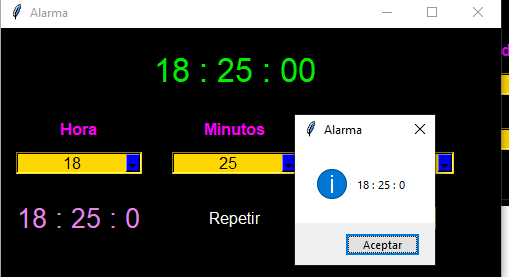 Alarma
18 : 25 : 00
Hora
Minutos
18
25
18 : 25 : 0
Repetir
Alarma
18 : 25 : 0
Aceptar